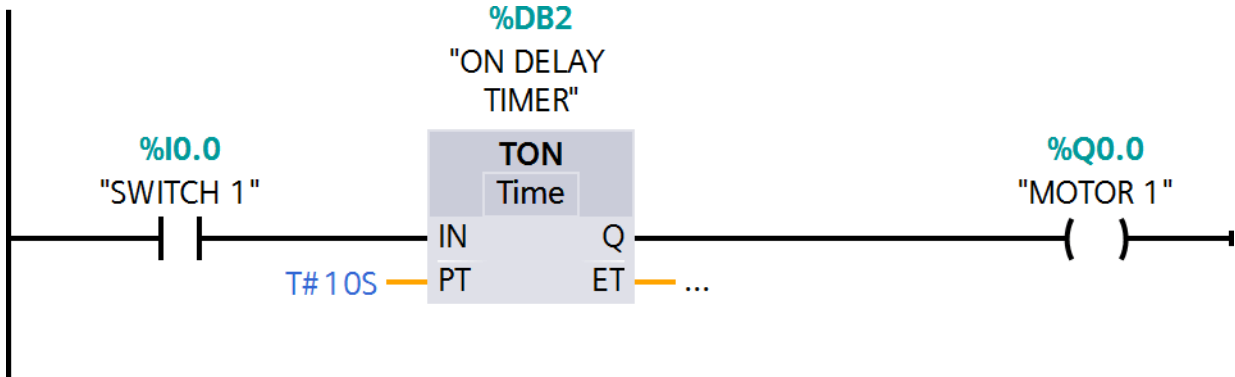 %DB2
"ON DELAY
TIMER"
%I0.0
"SWITCH 1"
TON
Time
%Q0.0
"MOTOR 1"
IN
Q
T#10S
PT
ET
...